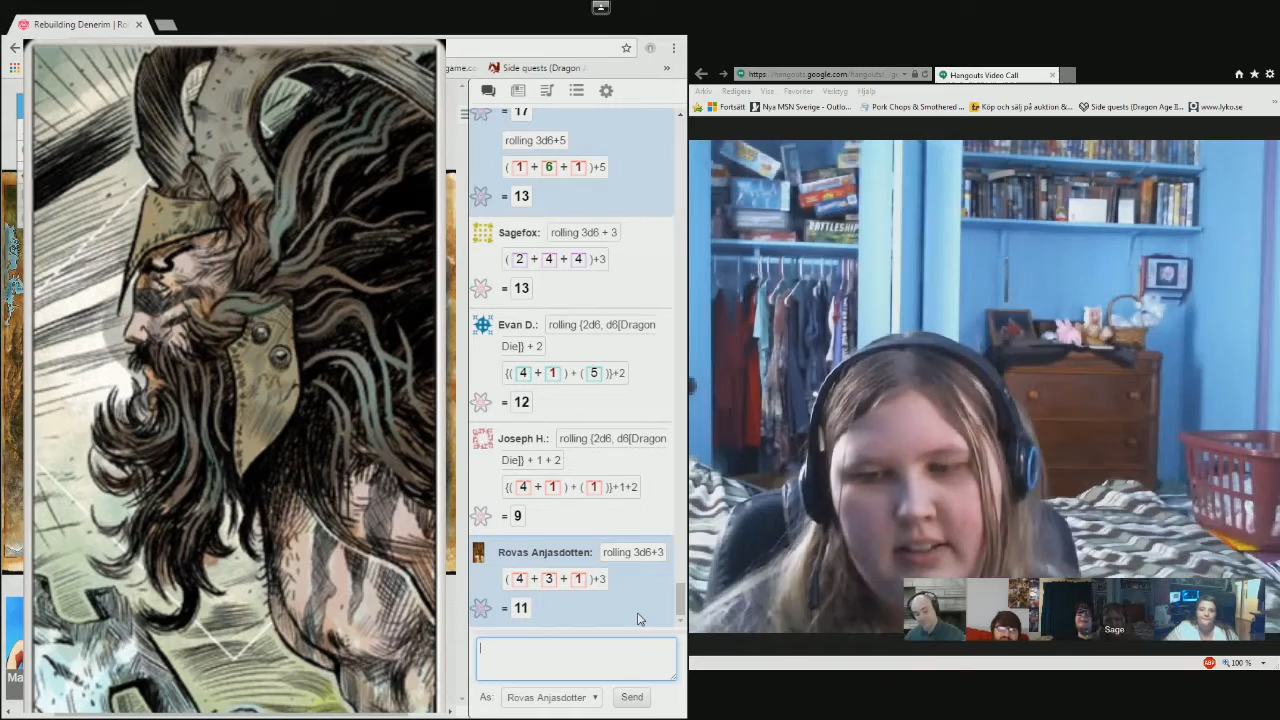 Rebuilding Denerim | Ro
game.co
Side quests (Dragon A
»
= 17
rolling 3d6+5
(1+6+1)+5
= 13
Sagefox: rolling 3d6 + 3
(2+4+4)+3
= 13
Evan D.: rolling {2d6, d6[Dragon
Die]} + 2
{(4+1)+(5)}+2
= 12
Joseph H.: rolling {2d6, d6[Dragon
Die]} + 1 + 2
{(4+1)+(1)}+1+2
= 9
Rovas Anjasdotten: rolling 3d6+3
(4+3+1)+3
= 11
As: Rovas Anjasdotter Send
Ma
https://hangouts.google.com/hangouts/_/
Hangouts Video Call
Arkiv Redigera Visa Favoriter Verktyg Hjälp
Fortsätt Nya MSN Sverige - Outlo... Pork Chops & Smothered ... Köp och sälj på auktion &... Side quests (Dragon Age I... www.lyko.se
BATTLESHIP
Sage
ABP 100 %